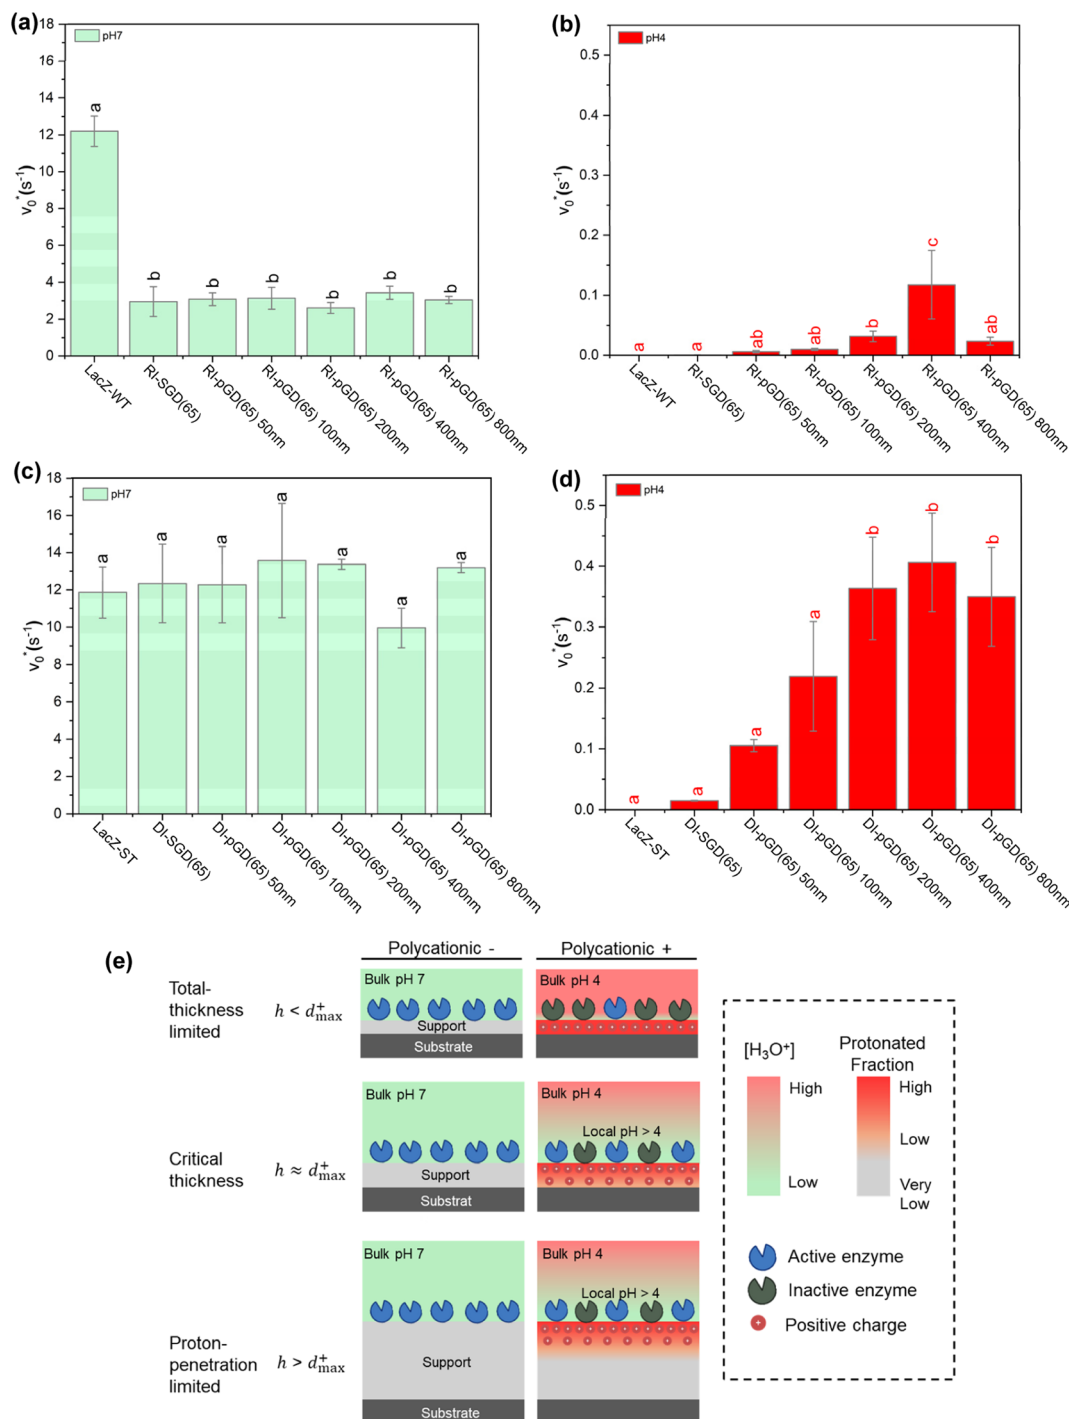 (a)
18
16
14
12
10
8
6
4
2
0
v₀*(s⁻¹)
pH7
a
b
b
b
b
b
b
LacZ-WT
RI-SGD(65)
RI-pGD(65) 50nm
RI-pGD(65) 100nm
RI-pGD(65) 200nm
RI-pGD(65) 400nm
RI-pGD(65) 800nm
(b)
0.5
0.4
0.3
0.2
0.1
0.0
v₀*(s⁻¹)
pH4
a
a
ab
ab
b
c
ab
LacZ-WT
RI-SGD(65)
RI-pGD(65) 50nm
RI-pGD(65) 100nm
RI-pGD(65) 200nm
RI-pGD(65) 400nm
RI-pGD(65) 800nm
(c)
18
16
14
12
10
8
6
4
2
0
v₀*(s⁻¹)
pH7
a
a
a
a
a
a
a
LacZ-ST
DI-SGD(65)
DI-pGD(65) 50nm
DI-pGD(65) 100nm
DI-pGD(65) 200nm
DI-pGD(65) 400nm
DI-pGD(65) 800nm
(d)
0.5
0.4
0.3
0.2
0.1
0.0
v₀*(s⁻¹)
pH4
a
a
a
a
b
b
b
LacZ-ST
DI-SGD(65)
DI-pGD(65) 50nm
DI-pGD(65) 100nm
DI-pGD(65) 200nm
DI-pGD(65) 400nm
DI-pGD(65) 800nm
(e)
Polycationic -
Polycationic +
Total-
thickness
limited
h < d⁺max
Bulk pH 7
Support
Substrate
Bulk pH 4
Critical
thickness
h ≈ d⁺max
Bulk pH 7
Support
Substrat
Bulk pH 4
Local pH > 4
Proton-
penetration
limited
h > d⁺max
Bulk pH 7
Support
Substrate
Bulk pH 4
Local pH > 4
[H₃O⁺]
High
Low
Protonated
Fraction
High
Low
Very
Low
Active enzyme
Inactive enzyme
Positive charge